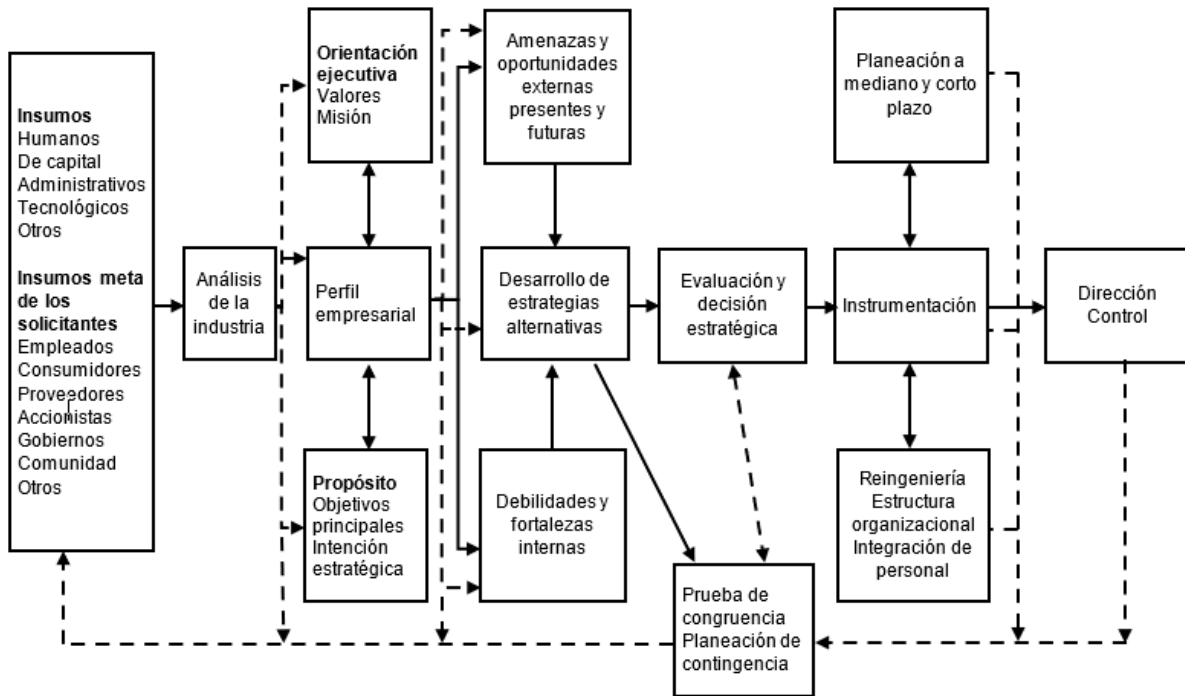 Insumos
Humanos
De capital
Administrativos
Tecnológicos
Otros
Insumos meta
de los
solicitantes
Empleados
Consumidores
Proveedores
Accionistas
Gobiernos
Comunidad
Otros
Análisis
de la
industria
Orientación
ejecutiva
Valores
Misión
Perfil
empresarial
Propósito
Objetivos
principales
Intención
estratégica
Amenazas y
oportunidades
externas
presentes y
futuras
Desarrollo de
estrategias
alternativas
Debilidades y
fortalezas
internas
Evaluación y
decisión
estratégica
Prueba de
congruencia
Planeación de
contingencia
Planeación a
mediano y corto
plazo
Instrumentación
Reingeniería
Estructura
organizacional
Integración de
personal
Dirección
Control